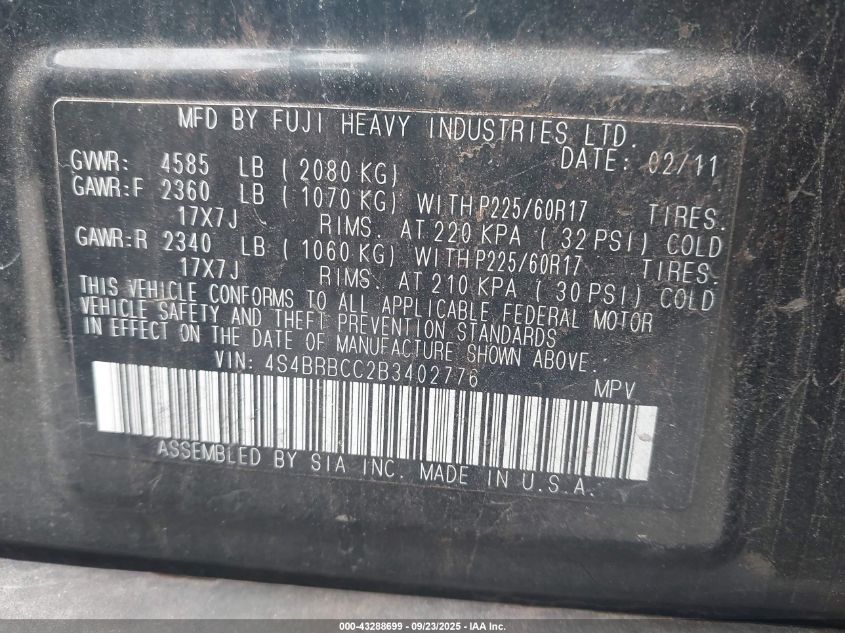 MFD BY FUJI HEAVY INDUSTRIES LTD.
DATE: 02/11
GVWR: 4585 LB ( 2080 KG)
GAWR:F 2360 LB ( 1070 KG) WITH P225/60R17 TIRES.
17X7J RIMS. AT 220 KPA ( 32 PSI) COLD
GAWR:R 2340 LB ( 1060 KG) WITH P225/60R17 TIRES.
17X7J RIMS. AT 210 KPA ( 30 PSI) COLD
THIS VEHICLE CONFORMS TO ALL APPLICABLE FEDERAL MOTOR
VEHICLE SAFETY AND THEFT PREVENTION STANDARDS
IN EFFECT ON THE DATE OF MANUFACTURE SHOWN ABOVE.
VIN: 4S4BRBCC2B3402776 MPV
ASSEMBLED BY SIA INC. MADE IN U.S.A.
000-43288699 - 09/23/2025 - IAA Inc.